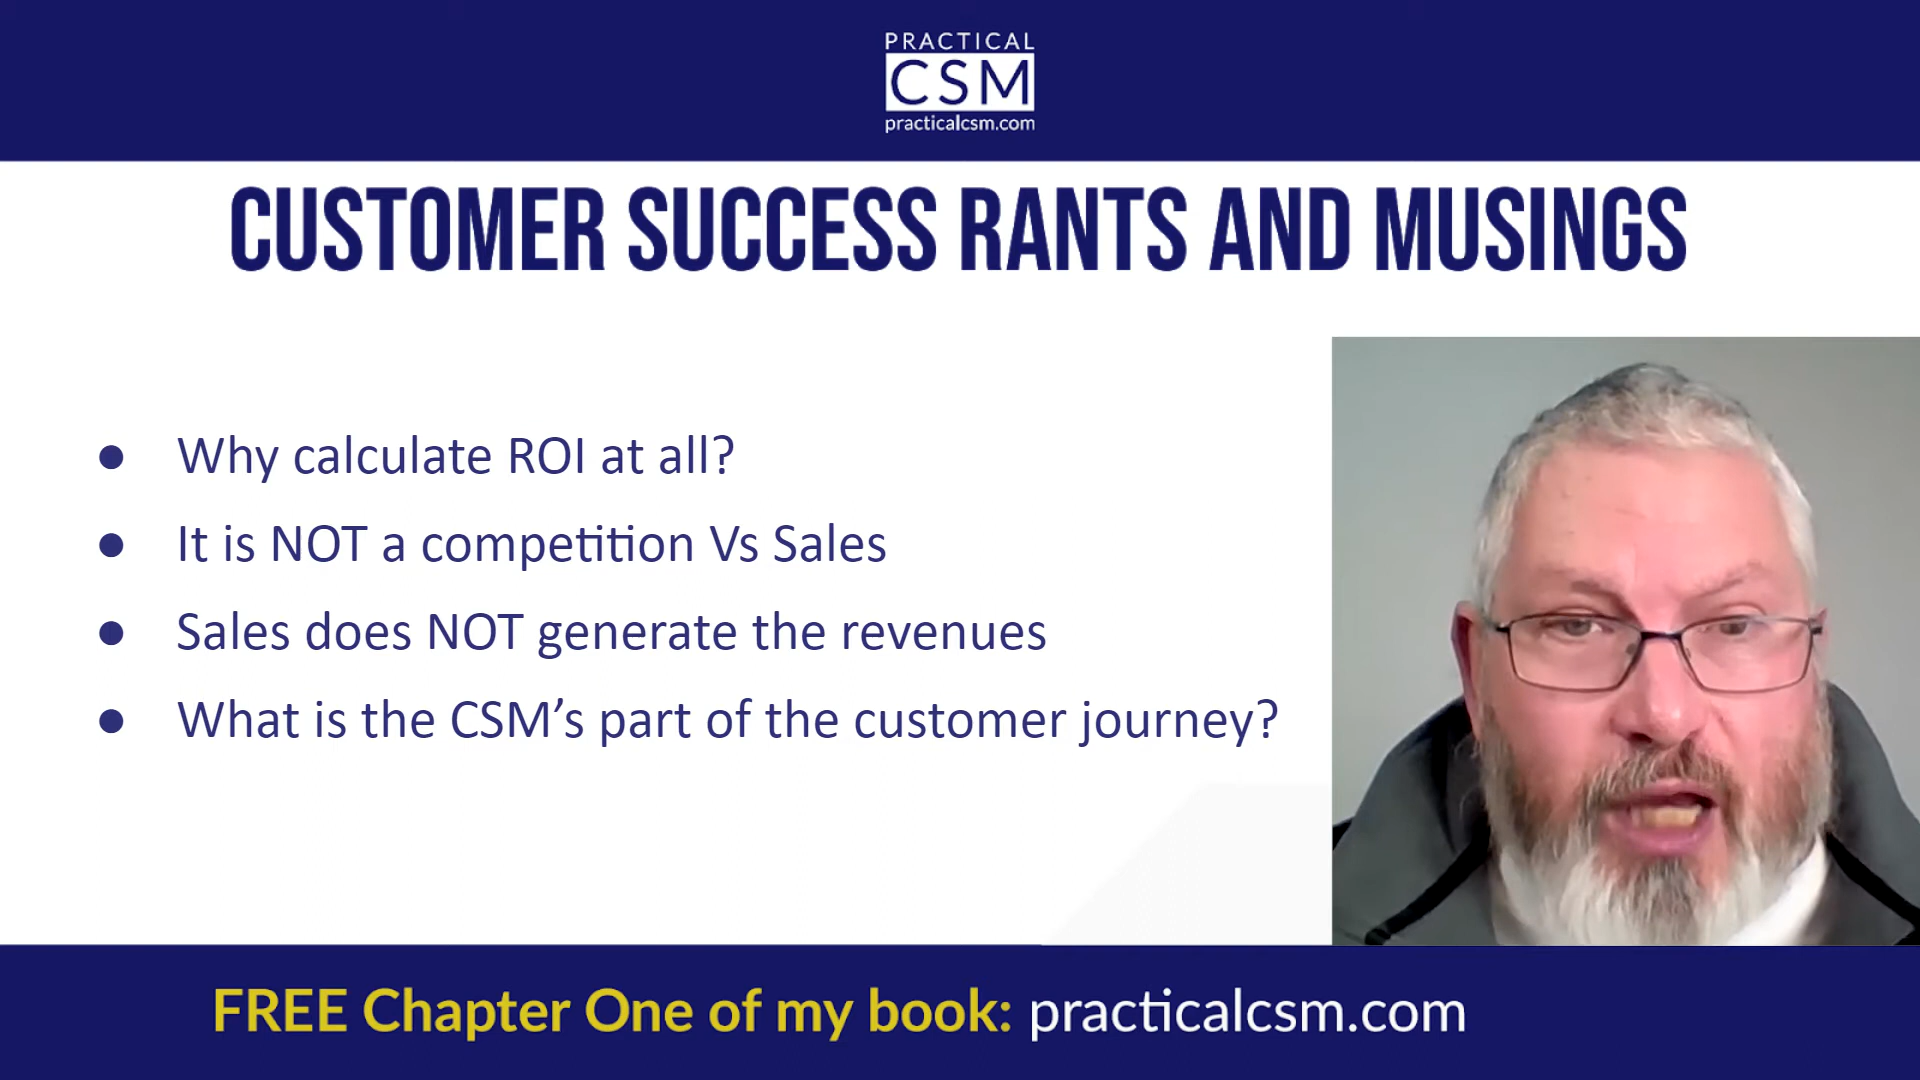 PRACTICAL
CSM
practicalcsm.com
CUSTOMER SUCCESS RANTS AND MUSINGS
● Why calculate ROI at all?
● It is NOT a competition Vs Sales
● Sales does NOT generate the revenues
● What is the CSM’s part of the customer journey?
FREE Chapter One of my book: practicalcsm.com